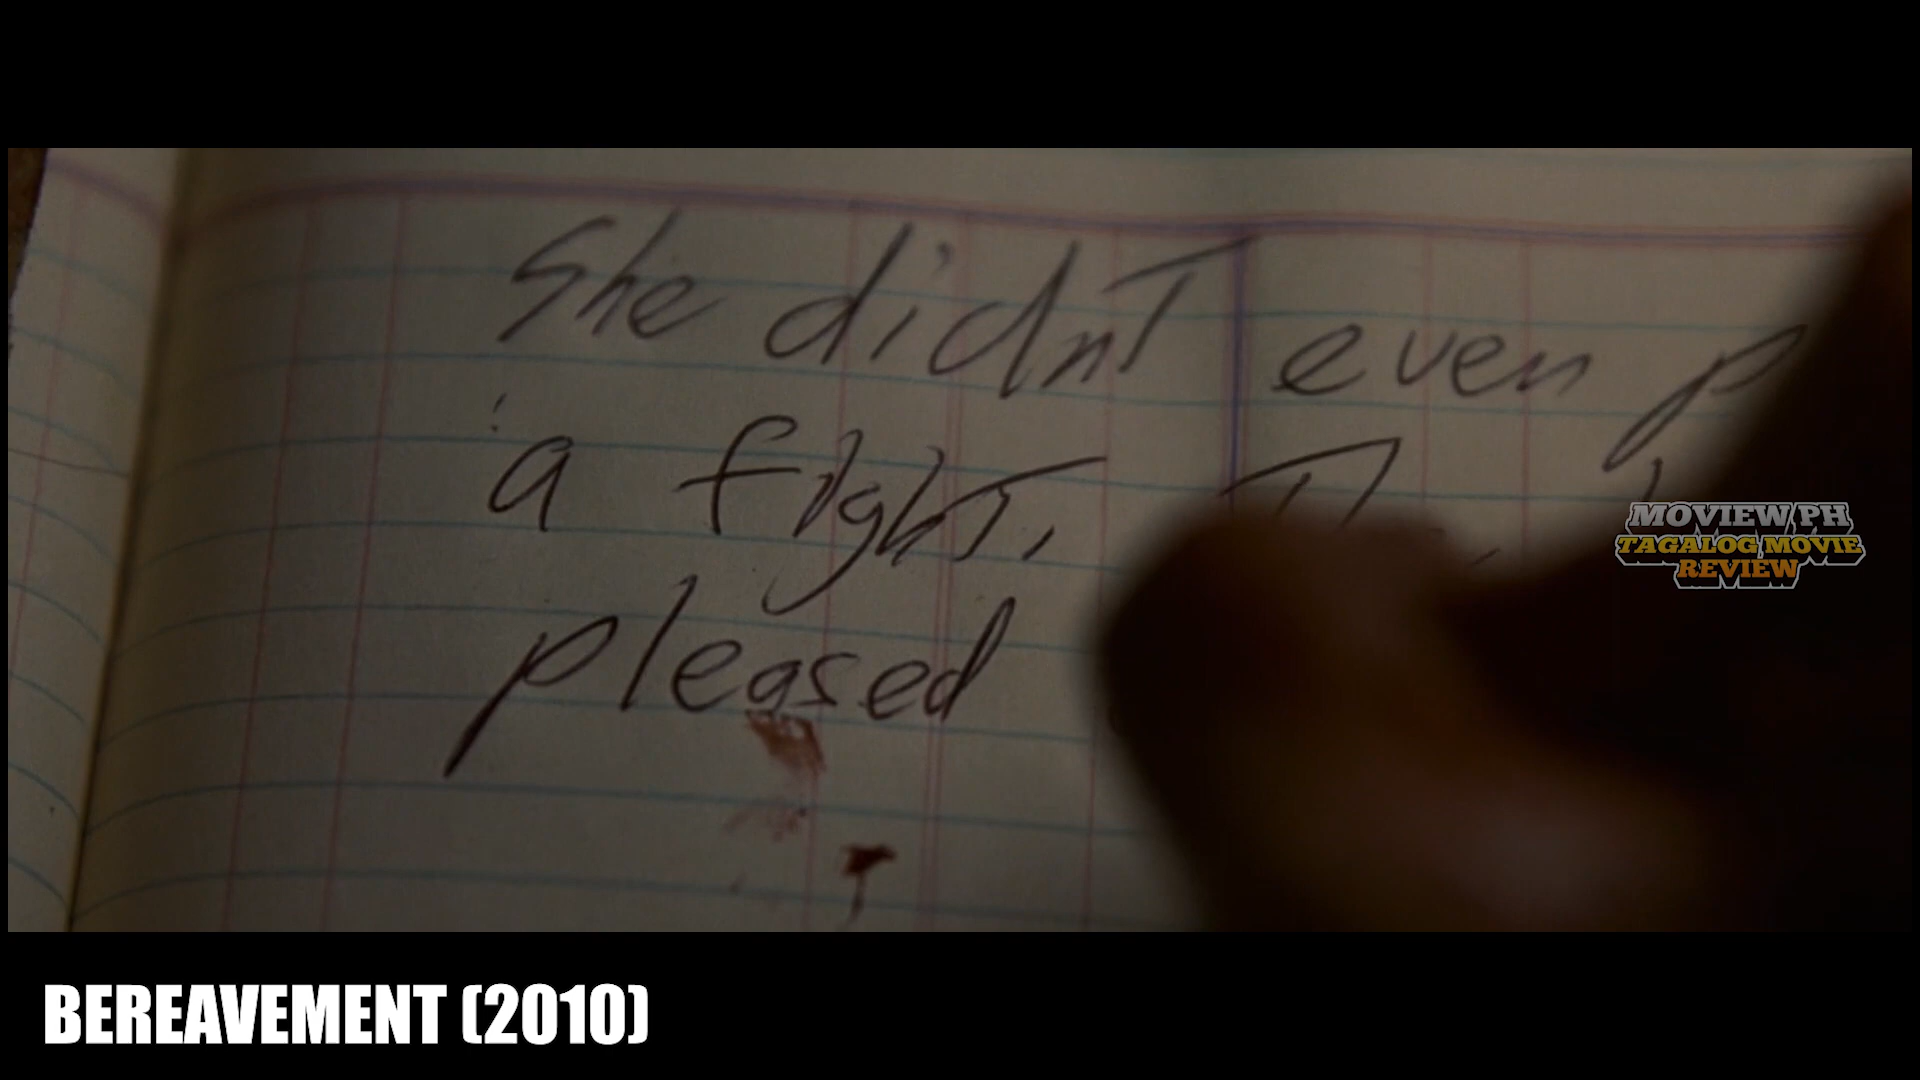 She didnt even
a fight,
pleased
MOVIEW PH
TAGALOG MOVIE
REVIEW
BEREAVEMENT (2010)